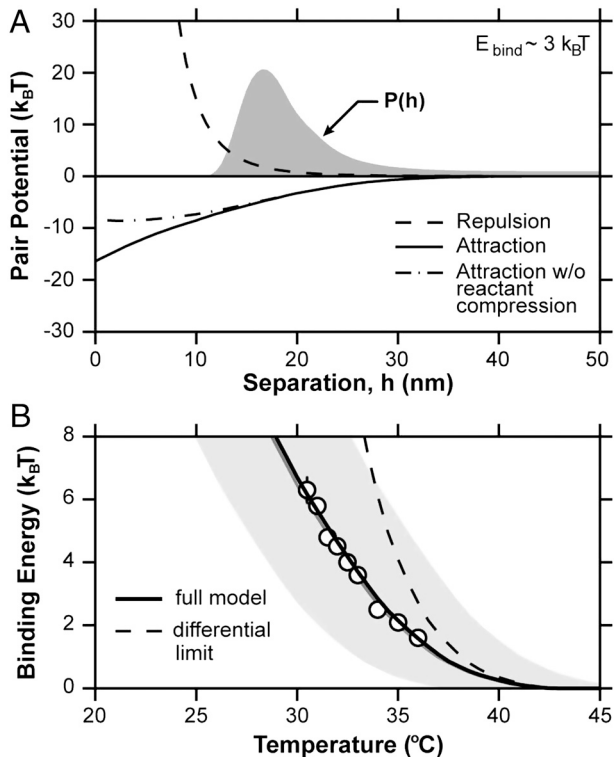 A
E bind ~ 3 kBT
P(h)
Pair Potential (kBT)
30
20
10
0
-10
-20
-30
Repulsion
Attraction
Attraction w/o
reactant
compression
0 10 20 30 40 50
Separation, h (nm)
B
Binding Energy (kBT)
8
6
4
2
0
full model
differential
limit
20 25 30 35 40 45
Temperature (ºC)